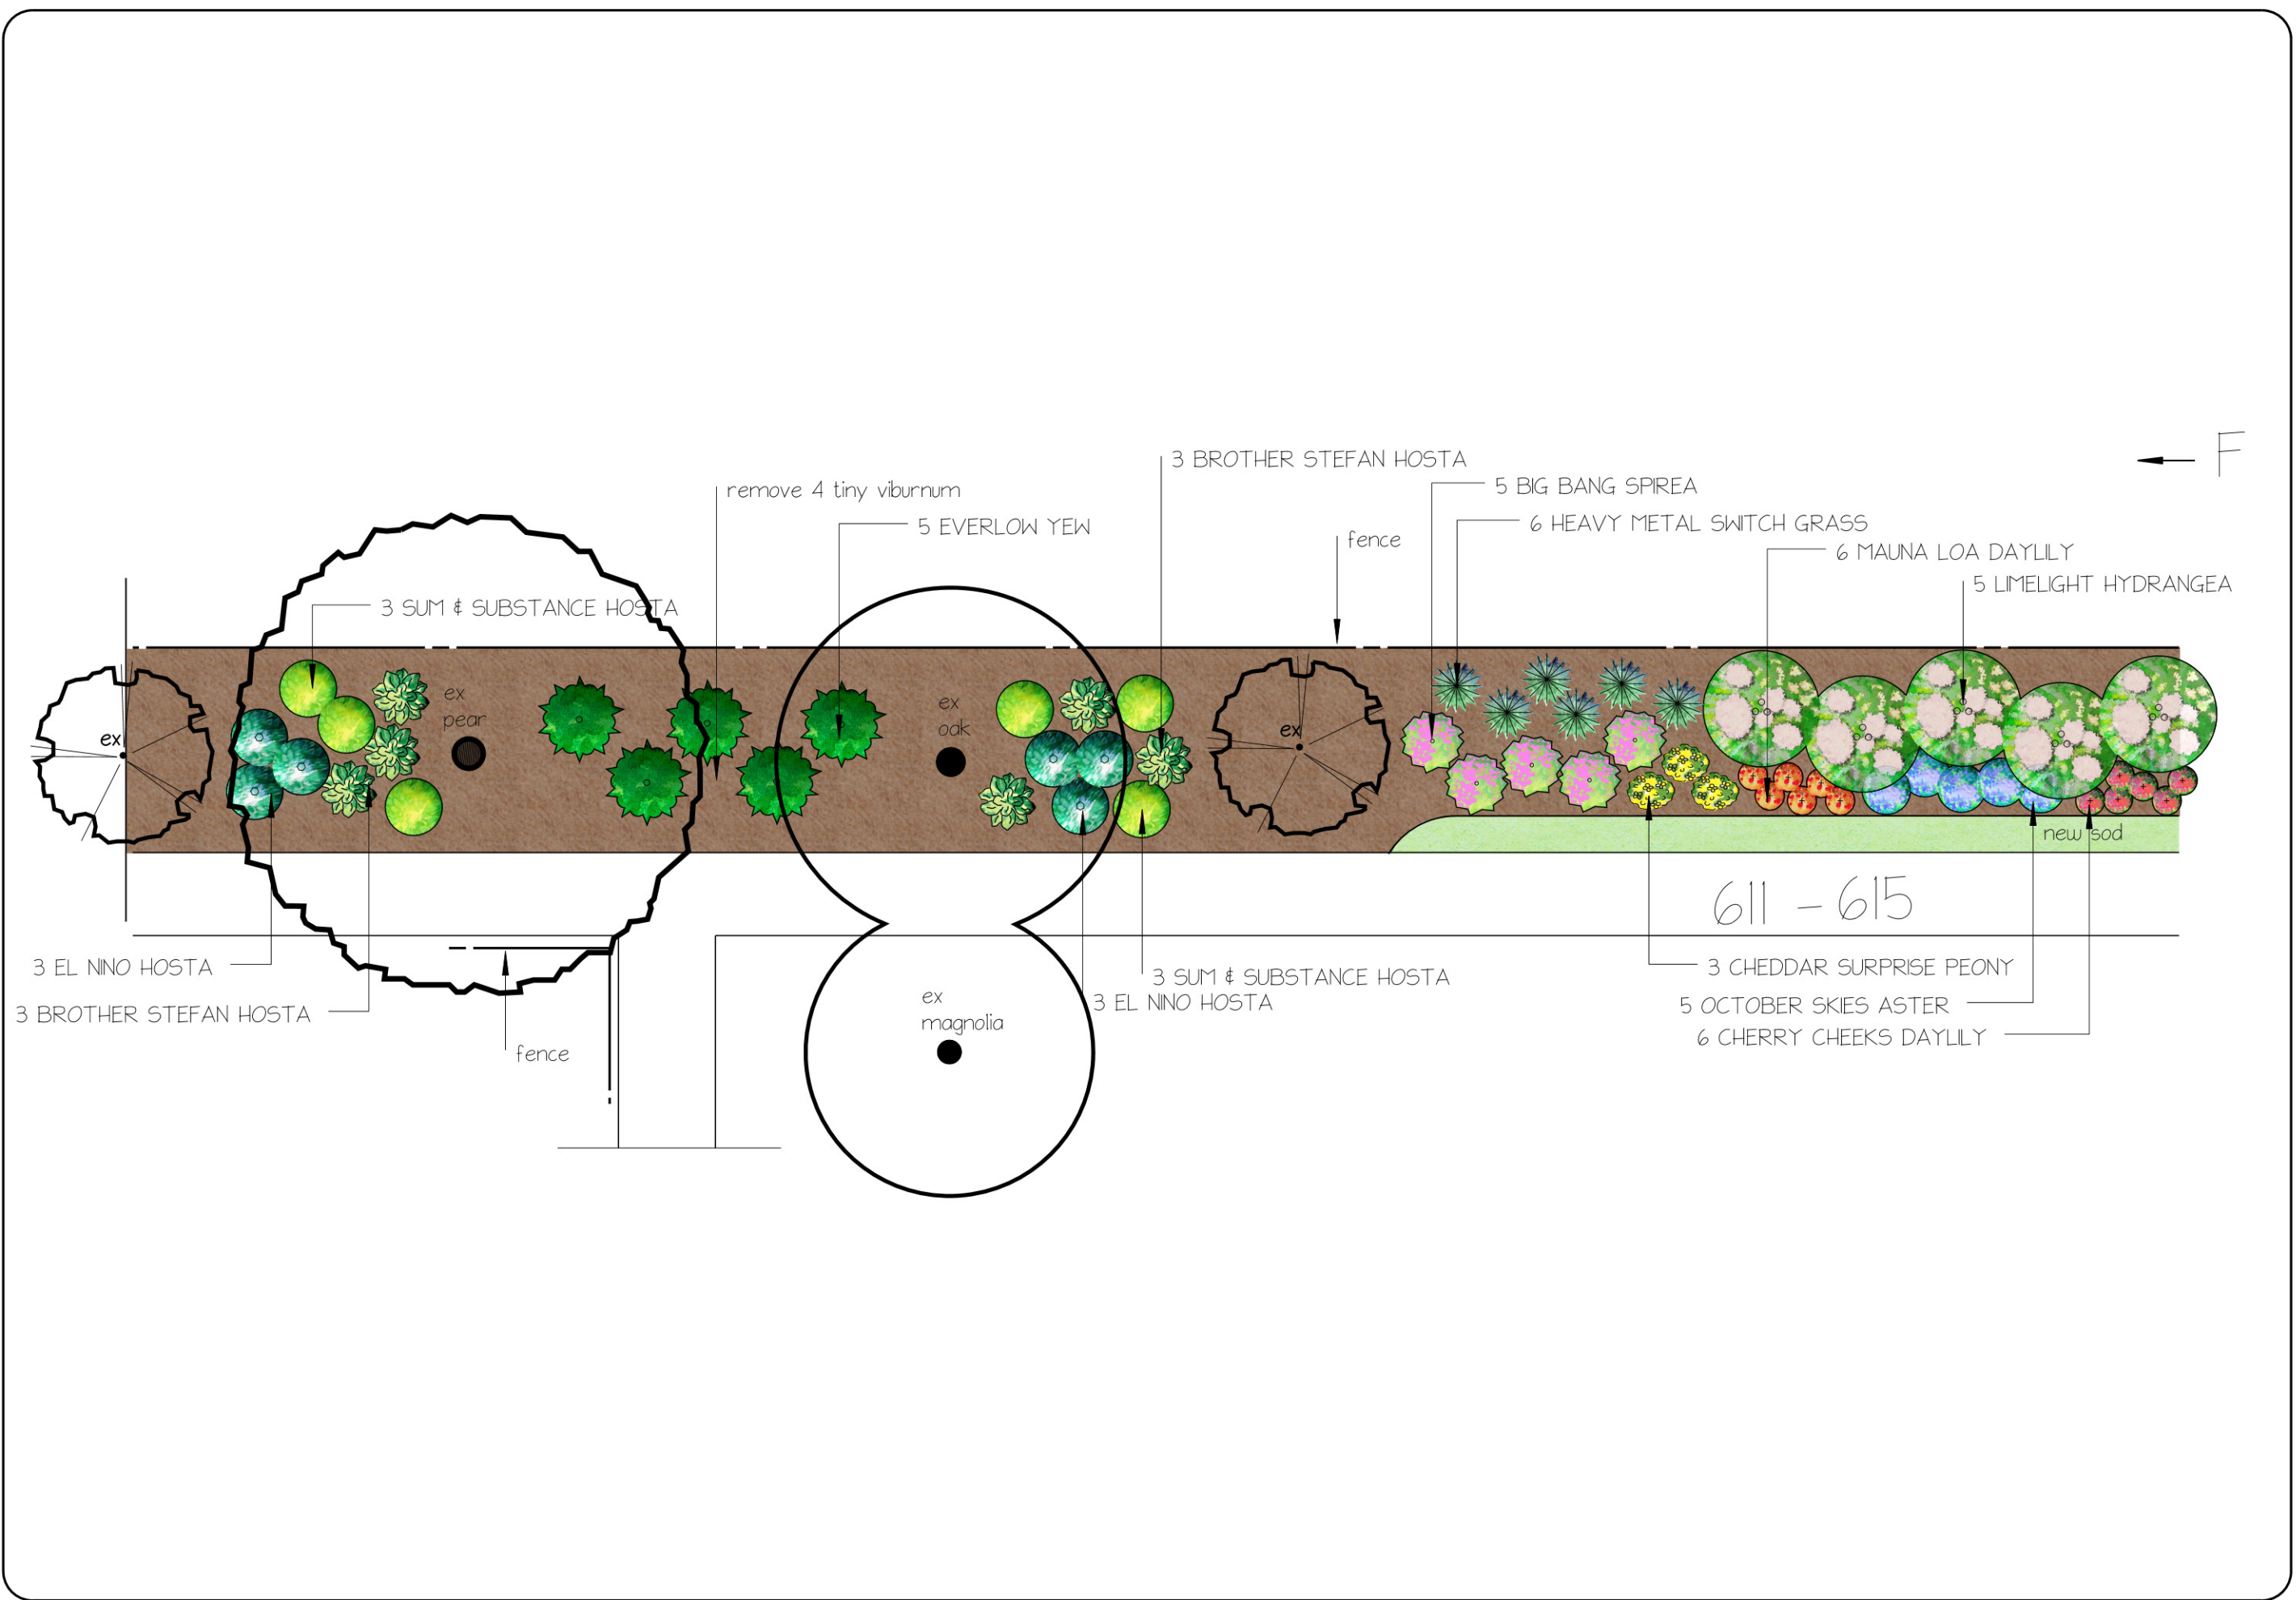 F
3 BROTHER STEFAN HOSTA
5 BIG BANG SPIREA
remove 4 tiny viburnum
6 HEAVY METAL SWITCH GRASS
5 EVERLOW YEW
fence
6 MAUNA LOA DAYLILY
5 LIMELIGHT HYDRANGEA
3 SUM & SUBSTANCE HOSTA
ex
pear
ex
oak
ex
ex
new sod
611 - 615
3 EL NINO HOSTA
3 CHEDDAR SURPRISE PEONY
3 SUM & SUBSTANCE HOSTA
3 EL NINO HOSTA
5 OCTOBER SKIES ASTER
3 BROTHER STEFAN HOSTA
ex
magnolia
6 CHERRY CHEEKS DAYLILY
fence